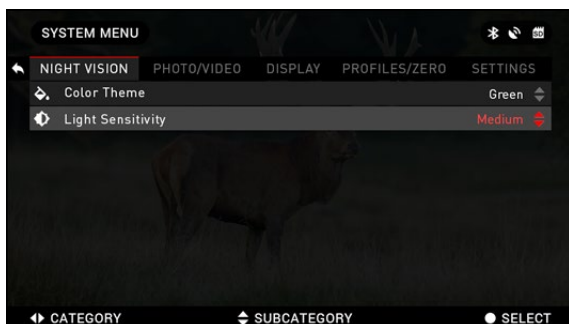 SYSTEM MENU
SD
NIGHT VISION PHOTO/VIDEO DISPLAY PROFILES/ZERO SETTINGS
Color Theme Green
Light Sensitivity Medium
CATEGORY SUBCATEGORY SELECT